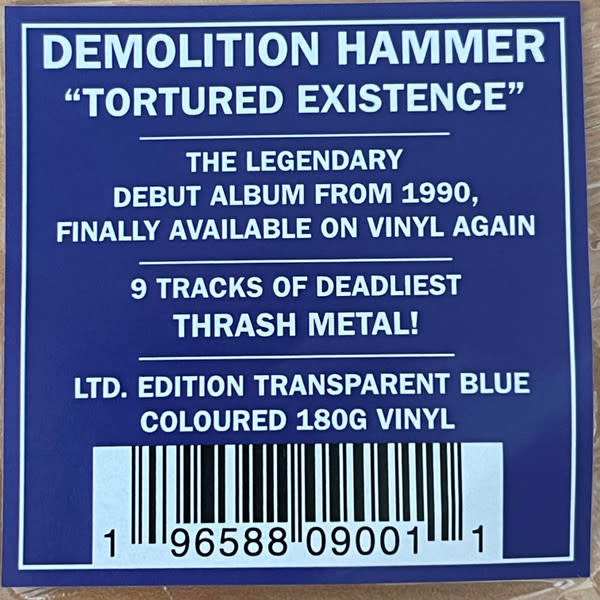 DEMOLITION HAMMER
“TORTURED EXISTENCE”
THE LEGENDARY
DEBUT ALBUM FROM 1990,
FINALLY AVAILABLE ON VINYL AGAIN
9 TRACKS OF DEADLIEST
THRASH METAL!
LTD. EDITION TRANSPARENT BLUE
COLOURED 180G VINYL
1 96588 09001 1